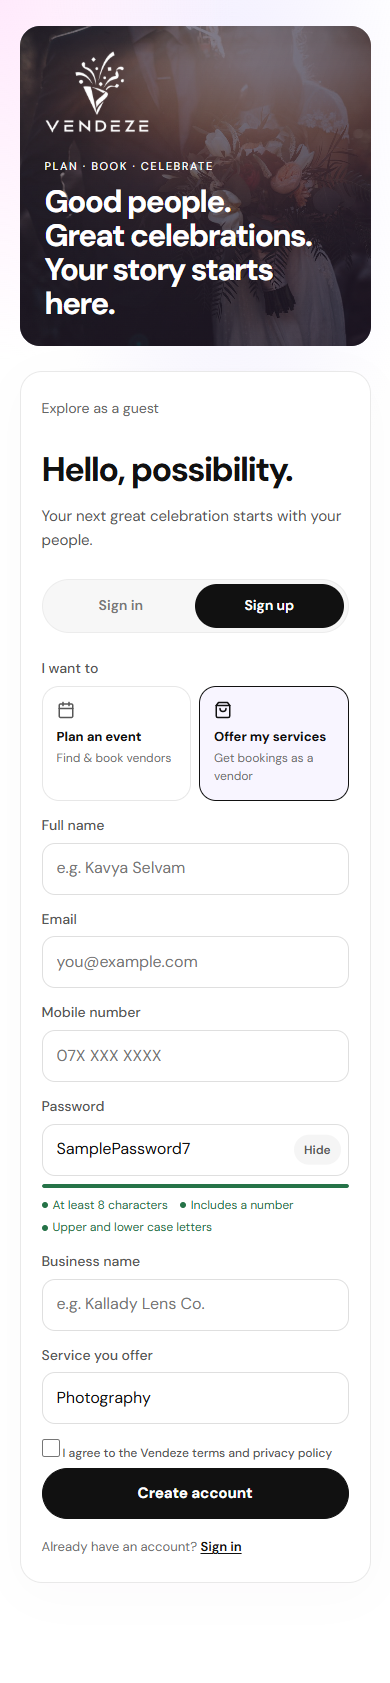 VENDEZE
PLAN · BOOK · CELEBRATE
Good people.
Great celebrations.
Your story starts
here.
Explore as a guest
Hello, possibility.
Your next great celebration starts with your
people.
Sign in
Sign up
I want to
Plan an event
Find & book vendors
Offer my services
Get bookings as a
vendor
Full name
e.g. Kavya Selvam
Email
you@example.com
Mobile number
07X XXX XXXX
Password
SamplePassword7
Hide
At least 8 characters
Includes a number
Upper and lower case letters
Business name
e.g. Kallady Lens Co.
Service you offer
Photography
I agree to the Vendeze terms and privacy policy
Create account
Already have an account? Sign in